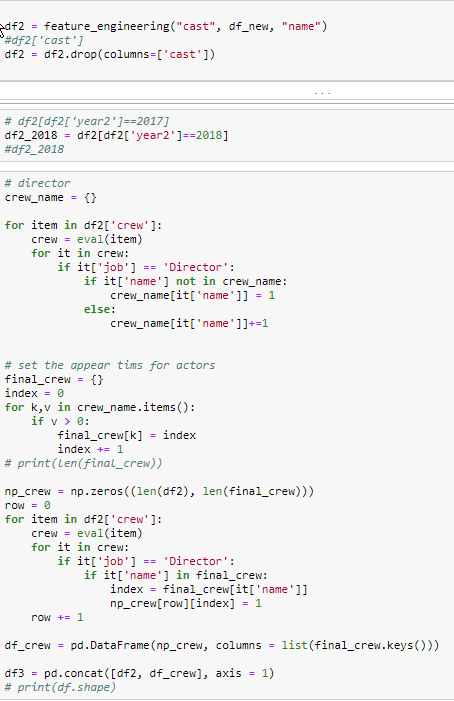 df2 = feature_engineering("cast", df_new, "name")
#df2['cast']
df2 = df2.drop(columns=['cast'])
...
# df2[df2['year2']==2017]
df2_2018 = df2[df2['year2']==2018]
#df2_2018
# director
crew_name = {}
for item in df2['crew']:
    crew = eval(item)
    for it in crew:
        if it['job'] == 'Director':
            if it['name'] not in crew_name:
                crew_name[it['name']] = 1
            else:
                crew_name[it['name']]+=1
# set the appear tims for actors
final_crew = {}
index = 0
for k,v in crew_name.items():
    if v > 0:
        final_crew[k] = index
        index += 1
# print(len(final_crew))
np_crew = np.zeros((len(df2), len(final_crew)))
row = 0
for item in df2['crew']:
    crew = eval(item)
    for it in crew:
        if it['job'] == 'Director':
            if it['name'] in final_crew:
                index = final_crew[it['name']]
                np_crew[row][index] = 1
    row += 1
df_crew = pd.DataFrame(np_crew, columns = list(final_crew.keys()))
df3 = pd.concat([df2, df_crew], axis = 1)
# print(df.shape)